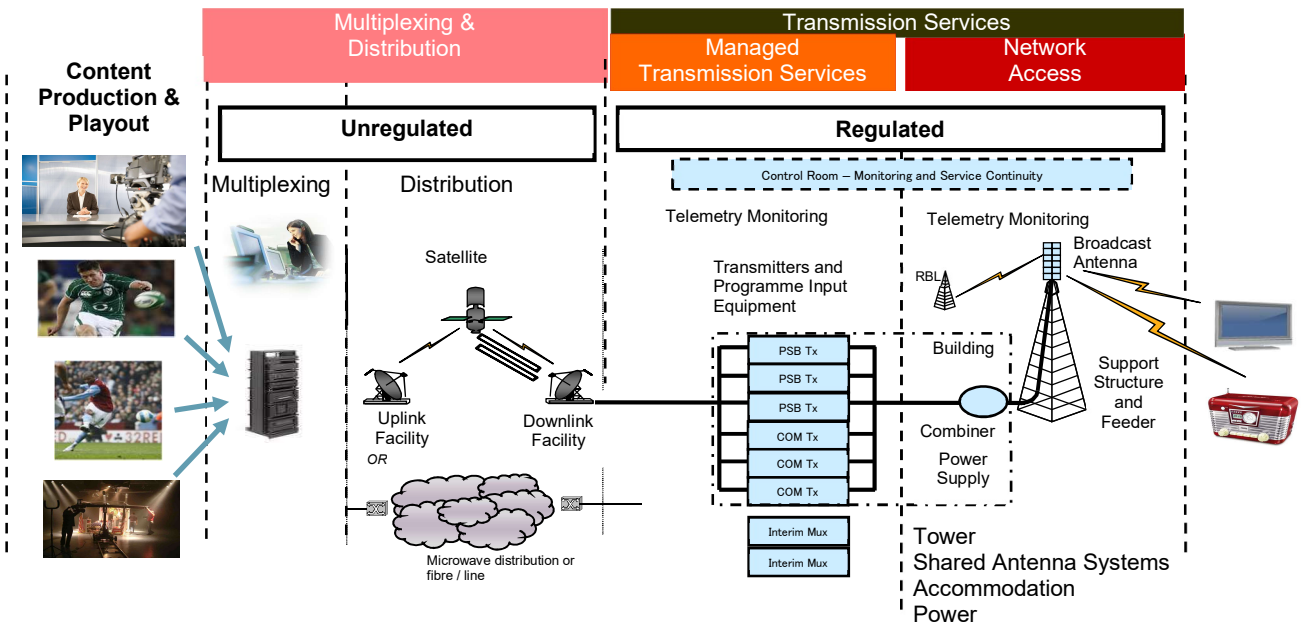 Multiplexing &
Distribution
Transmission Services
Managed
Transmission Services
Network
Access
Content
Production &
Playout
Unregulated
Regulated
Control Room – Monitoring and Service Continuity
Multiplexing
Distribution
Telemetry Monitoring
Telemetry Monitoring
Satellite
Transmitters and
Programme Input
Equipment
RBL
Broadcast
Antenna
PSB Tx
PSB Tx
PSB Tx
COM Tx
COM Tx
COM Tx
Building
Support
Structure
and
Feeder
Uplink
Facility
OR
Downlink
Facility
Combiner
Power
Supply
32RE
Microwave distribution or
fibre / line
Interim Mux
Interim Mux
Tower
Shared Antenna Systems
Accommodation
Power